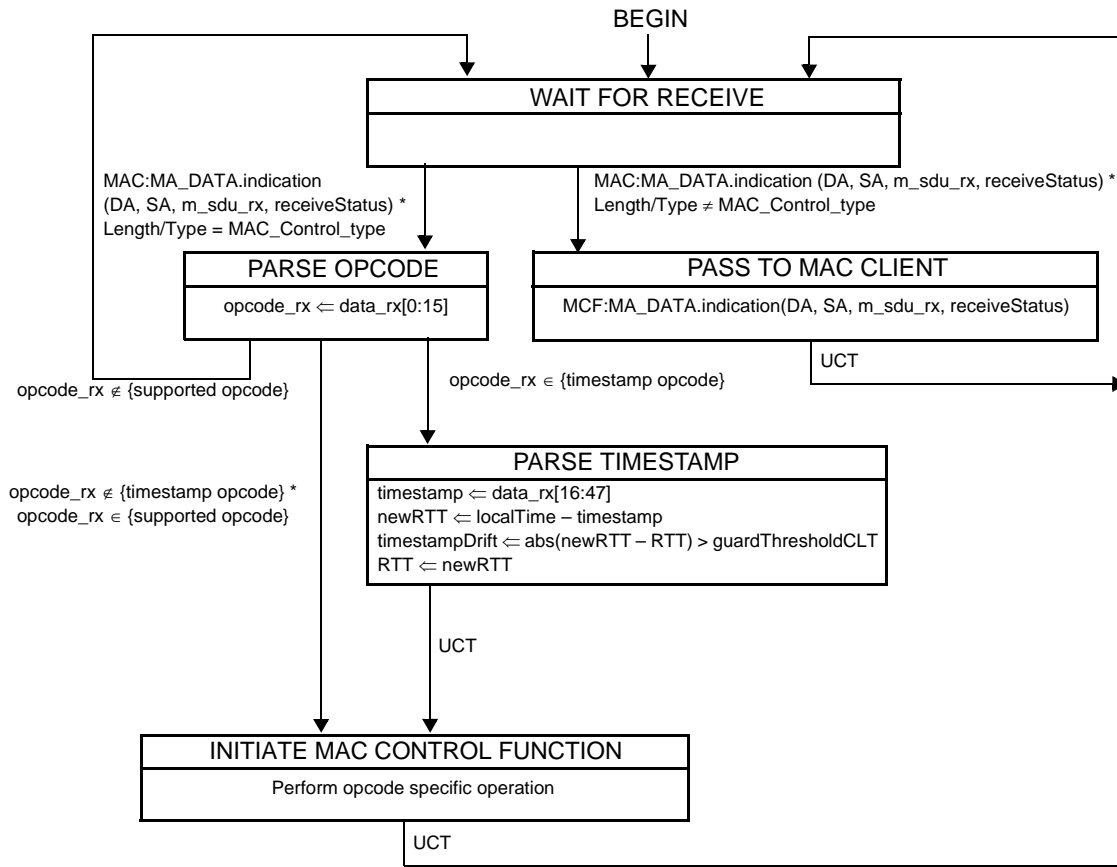 BEGIN
WAIT FOR RECEIVE
MAC:MA_DATA.indication
(DA, SA, m_sdu_rx, receiveStatus) *
Length/Type = MAC_Control_type
MAC:MA_DATA.indication (DA, SA, m_sdu_rx, receiveStatus) *
Length/Type ≠ MAC_Control_type
PARSE OPCODE
opcode_rx ⇐ data_rx[0:15]
PASS TO MAC CLIENT
MCF:MA_DATA.indication(DA, SA, m_sdu_rx, receiveStatus)
UCT
opcode_rx ∉ {supported opcode}
opcode_rx ∈ {timestamp opcode}
PARSE TIMESTAMP
timestamp ⇐ data_rx[16:47]
newRTT ⇐ localTime – timestamp
timestampDrift ⇐ abs(newRTT – RTT) > guardThresholdCLT
RTT ⇐ newRTT
opcode_rx ∉ {timestamp opcode} *
opcode_rx ∈ {supported opcode}
UCT
INITIATE MAC CONTROL FUNCTION
Perform opcode specific operation
UCT